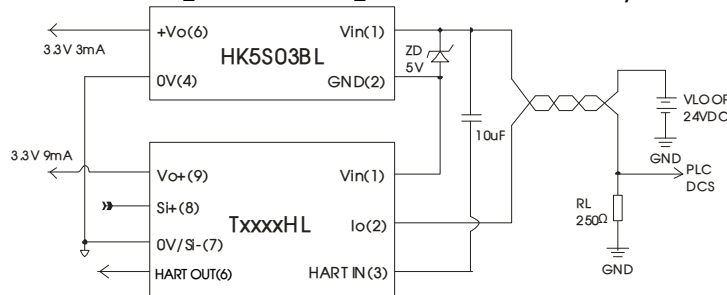 +Vo(6)
Vin(1)
3.3V 3mA
HK5S03BL
ZD
5V
0V(4)
GND(2)
VLOOP
24VDC
10uF
GND
3.3V 9mA
PLC
DCS
Vo+(9)
Vin(1)
Si+(8)
TxxxxHL
Io(2)
RL
250Ω
0V/Si-(7)
HART OUT(6)
HART IN(3)
GND